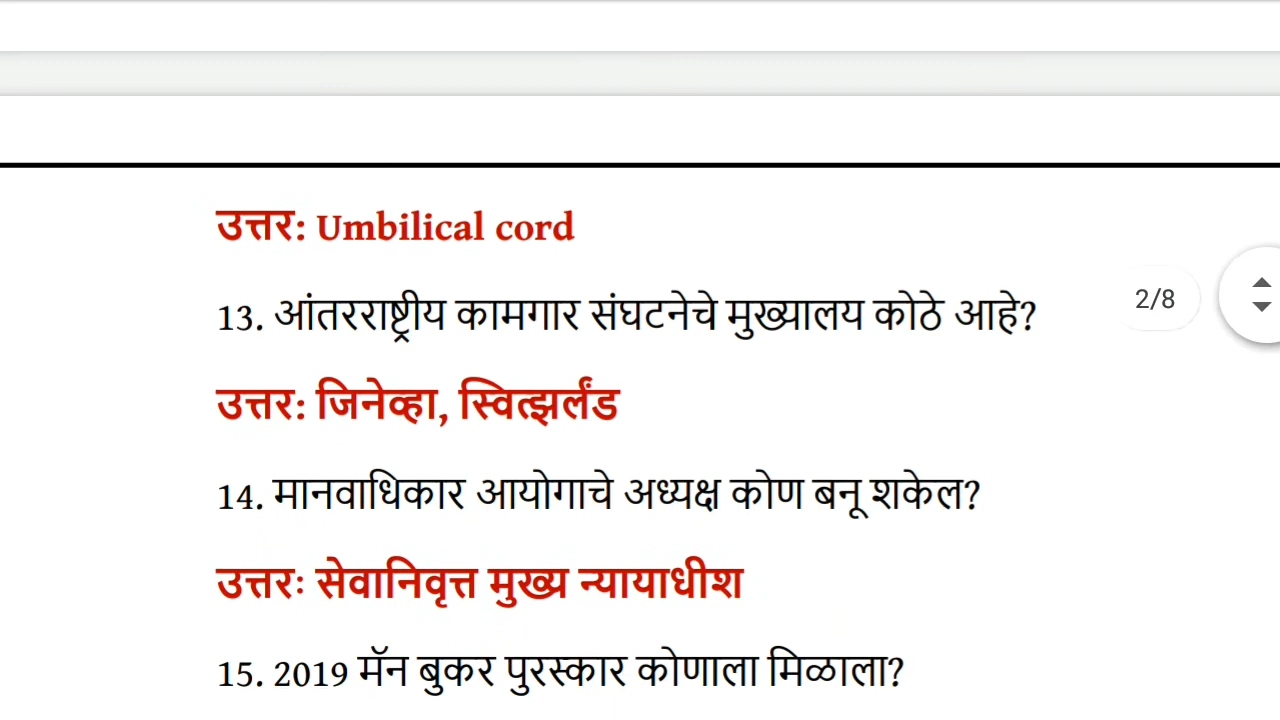 उत्तर: Umbilical cord
13. आंतरराष्ट्रीय कामगार संघटनेचे मुख्यालय कोठे आहे?
2/8
उत्तर: जिनेव्हा, स्वित्झर्लंड
14. मानवाधिकार आयोगाचे अध्यक्ष कोण बनू शकेल?
उत्तरः सेवानिवृत्त मुख्य न्यायाधीश
15. 2019 मॅन बुकर पुरस्कार कोणाला मिळाला?